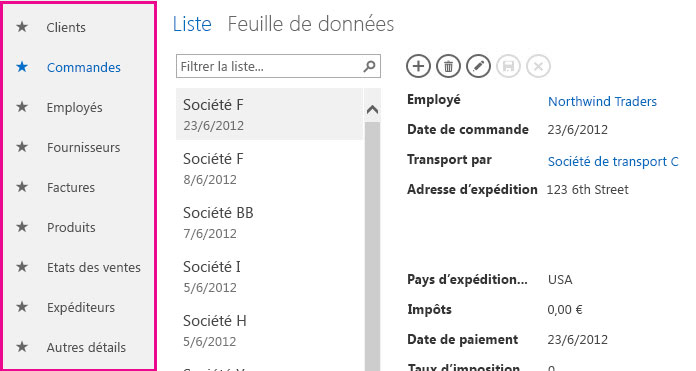 Clients
Commandes
Employés
Fournisseurs
Factures
Produits
Etats des ventes
Expéditeurs
Autres détails
Liste Feuille de données
Filtrer la liste...
Société F
23/6/2012
Société F
8/6/2012
Société BB
7/6/2012
Société I
5/6/2012
Société H
5/6/2012
Employé Northwind Traders
Date de commande 23/6/2012
Transport par Société de transport C
Adresse d'expédition 123 6th Street
Pays d'expédition... USA
Impôts 0,00 €
Date de paiement 23/6/2012
Taux d'imposition 0